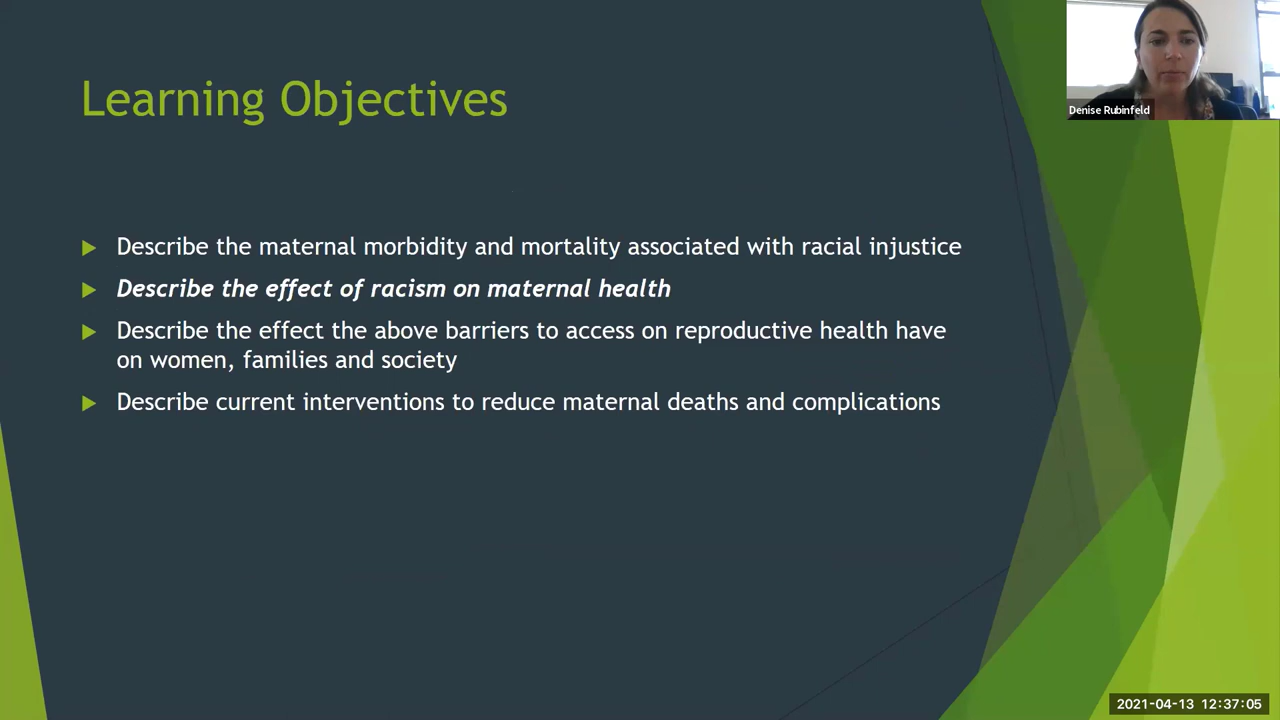 Learning Objectives
Denise Rubinfeld
Describe the maternal morbidity and mortality associated with racial injustice
Describe the effect of racism on maternal health
Describe the effect the above barriers to access on reproductive health have
on women, families and society
Describe current interventions to reduce maternal deaths and complications
2021-04-13 12:37:05